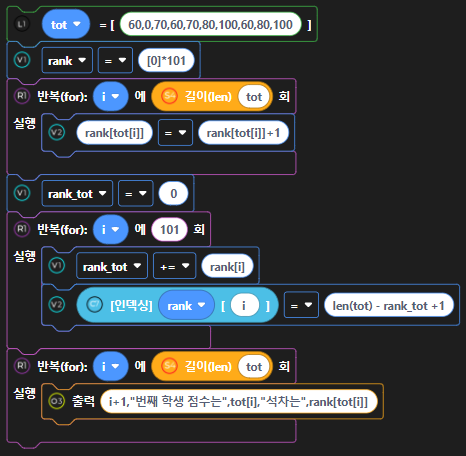 L1 tot ▼ = [ 60,0,70,60,70,80,100,60,80,100 ]
V1 rank ▼ = ▼ [0]*101
R1 반복(for): i ▼ 에 길이(len) tot 회
실행 V2 rank[tot[i]] = ▼ rank[tot[i]]+1
V1 rank_tot ▼ = ▼ 0
R1 반복(for): i ▼ 에 101 회
실행 V1 rank_tot += ▼ rank[i]
V2 [인덱싱] rank ▼ [ i ] = ▼ len(tot) - rank_tot +1
R1 반복(for): i ▼ 에 길이(len) tot 회
실행 O3 출력 i+1,"번째 학생 점수는",tot[i],"석차는",rank[tot[i]]